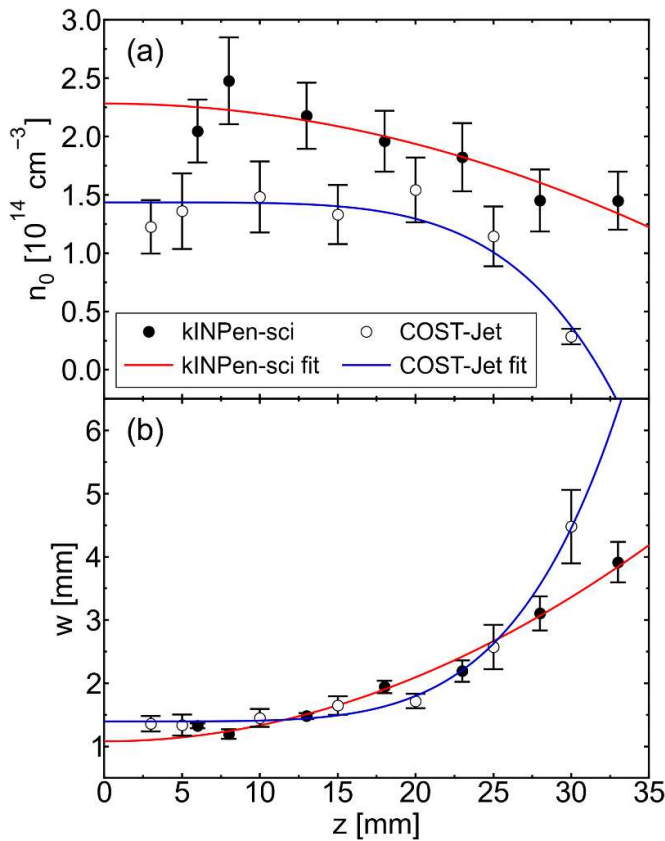 3.0
(a)
2.5
2.0
1.5
1.0
0.5
0.0
n₀ [10¹⁴ cm⁻³]
kINPen-sci COST-Jet
kINPen-sci fit COST-Jet fit
(b)
6
5
4
3
2
1
w [mm]
0 5 10 15 20 25 30 35
z [mm]